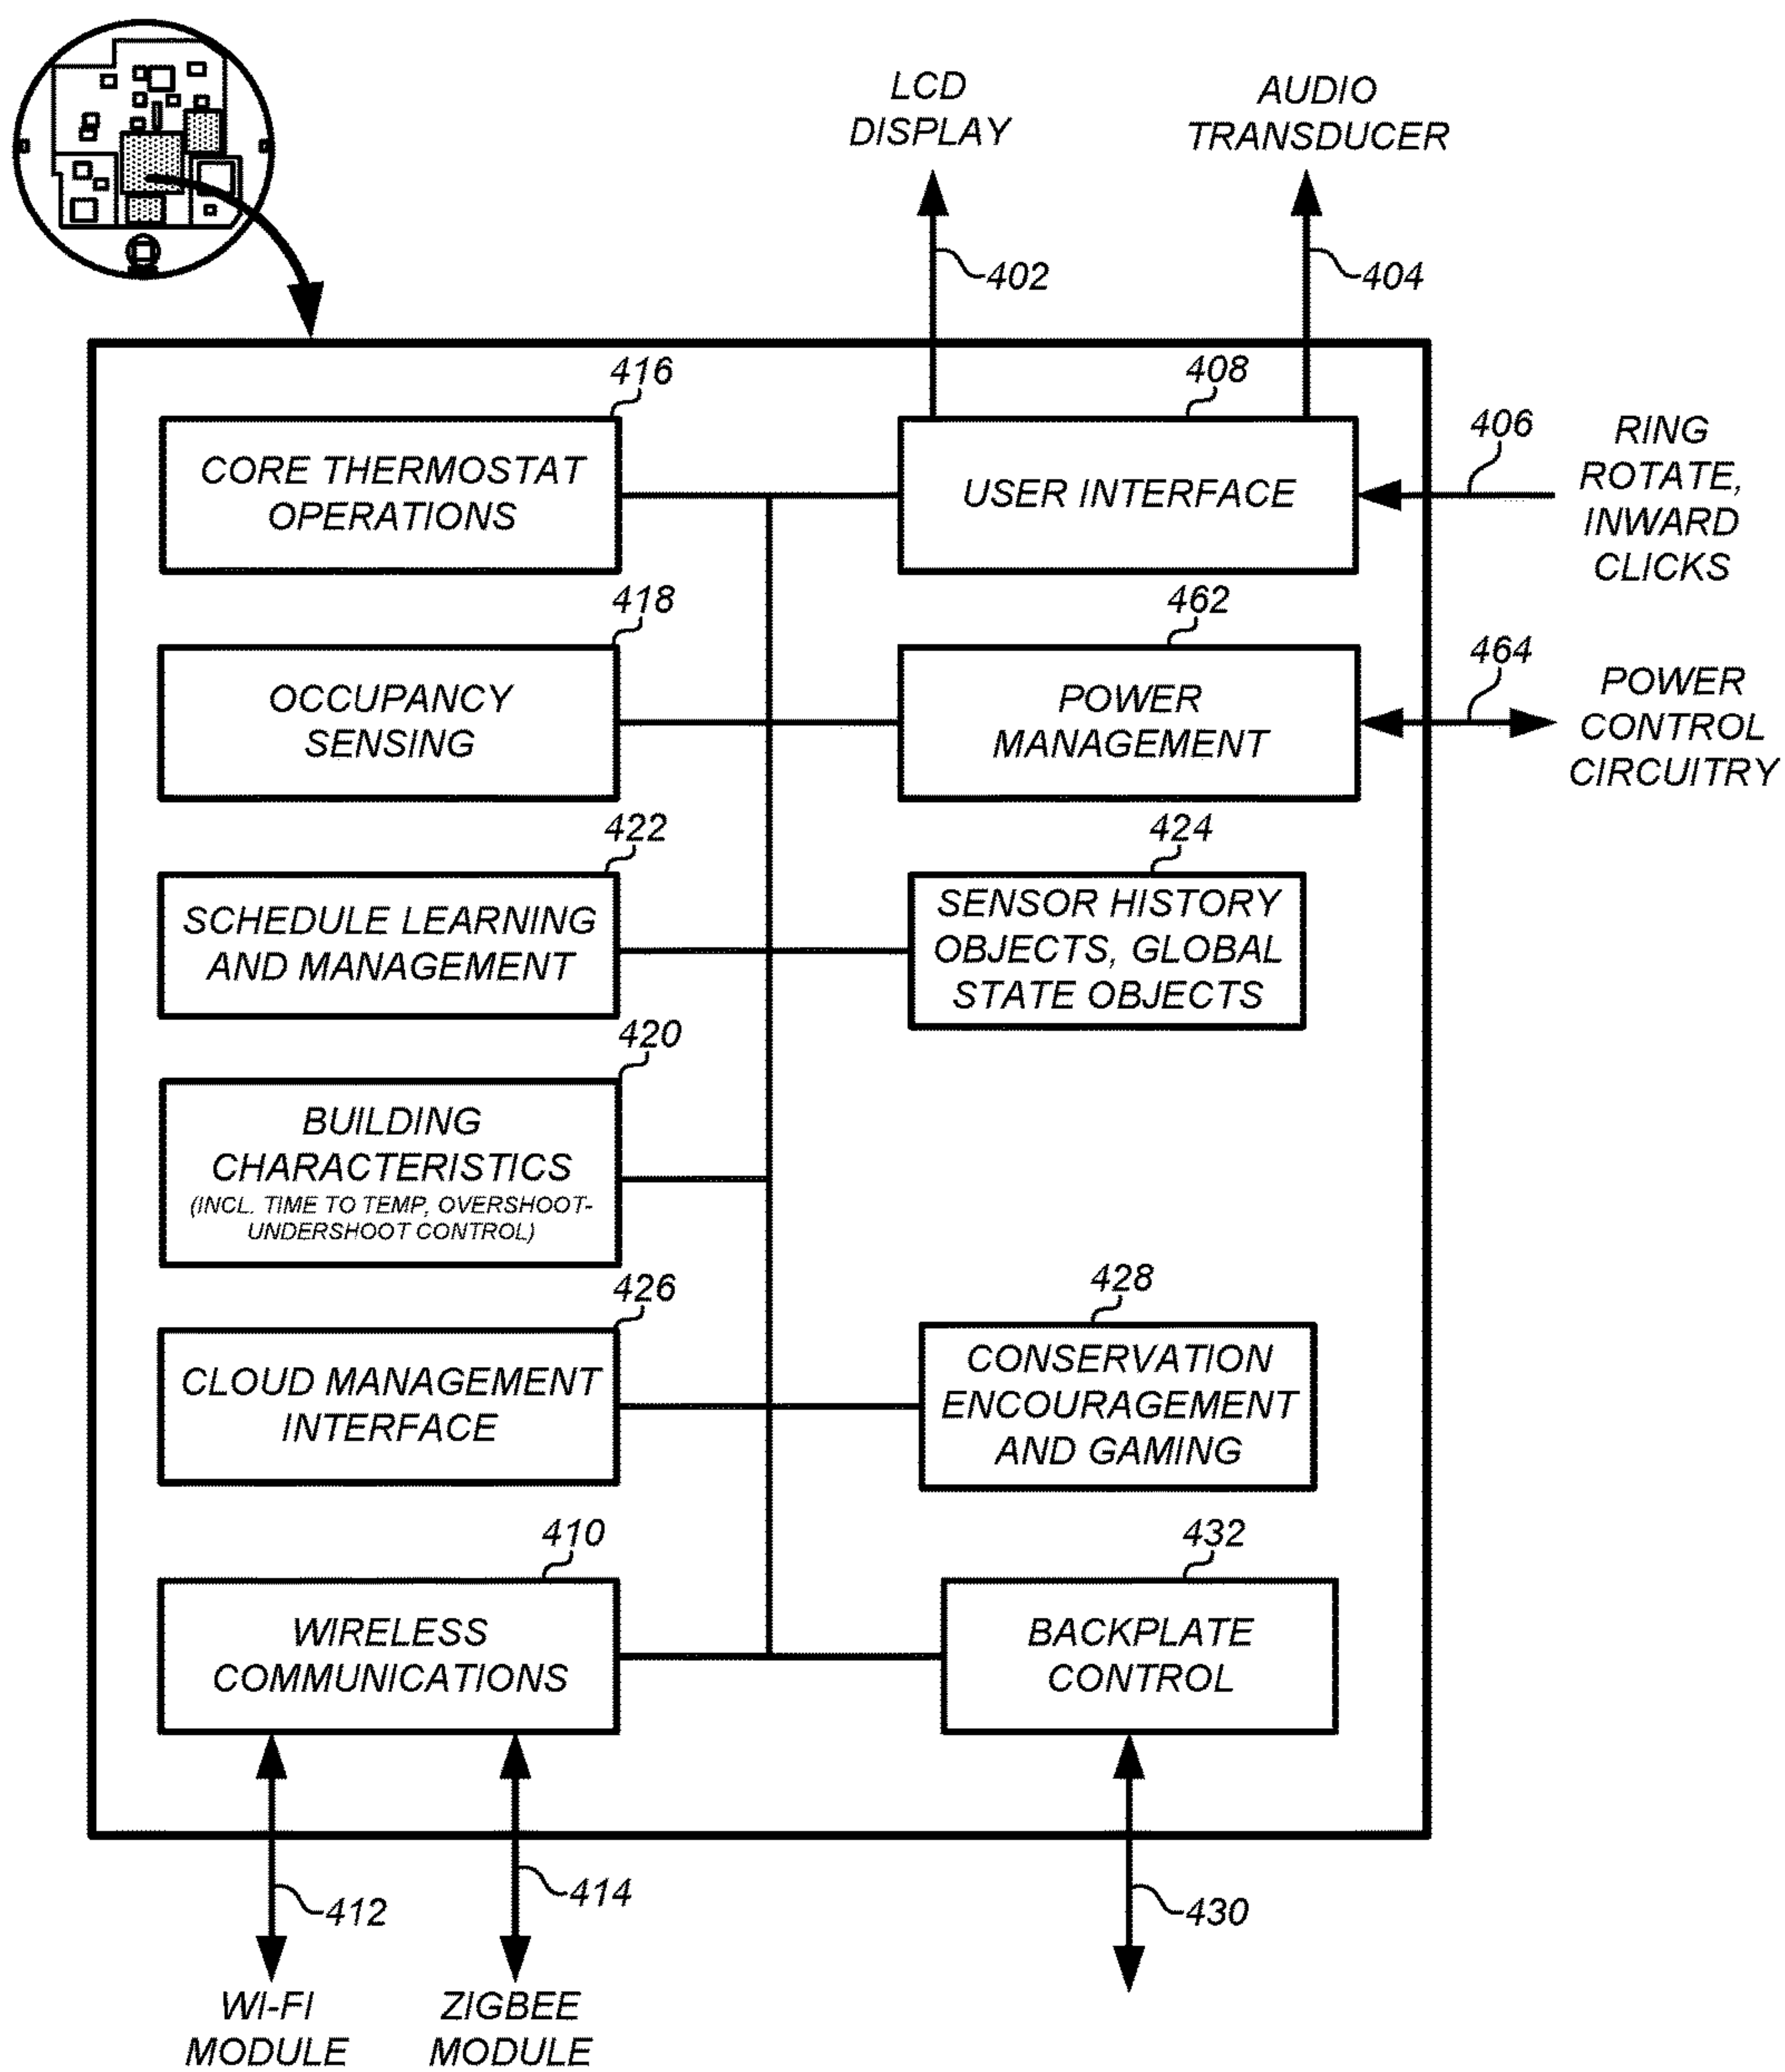 LCD
DISPLAY
AUDIO
TRANSDUCER
402
404
416
408
CORE THERMOSTAT
OPERATIONS
USER INTERFACE
406
RING
ROTATE,
INWARD
CLICKS
418
462
OCCUPANCY
SENSING
POWER
MANAGEMENT
464
POWER
CONTROL
CIRCUITRY
422
424
SCHEDULE LEARNING
AND MANAGEMENT
SENSOR HISTORY
OBJECTS, GLOBAL
STATE OBJECTS
420
BUILDING
CHARACTERISTICS
(INCL. TIME TO TEMP, OVERSHOOT-
UNDERSHOOT CONTROL)
426
428
CLOUD MANAGEMENT
INTERFACE
CONSERVATION
ENCOURAGEMENT
AND GAMING
410
432
WIRELESS
COMMUNICATIONS
BACKPLATE
CONTROL
412
414
430
WI-FI
MODULE
ZIGBEE
MODULE